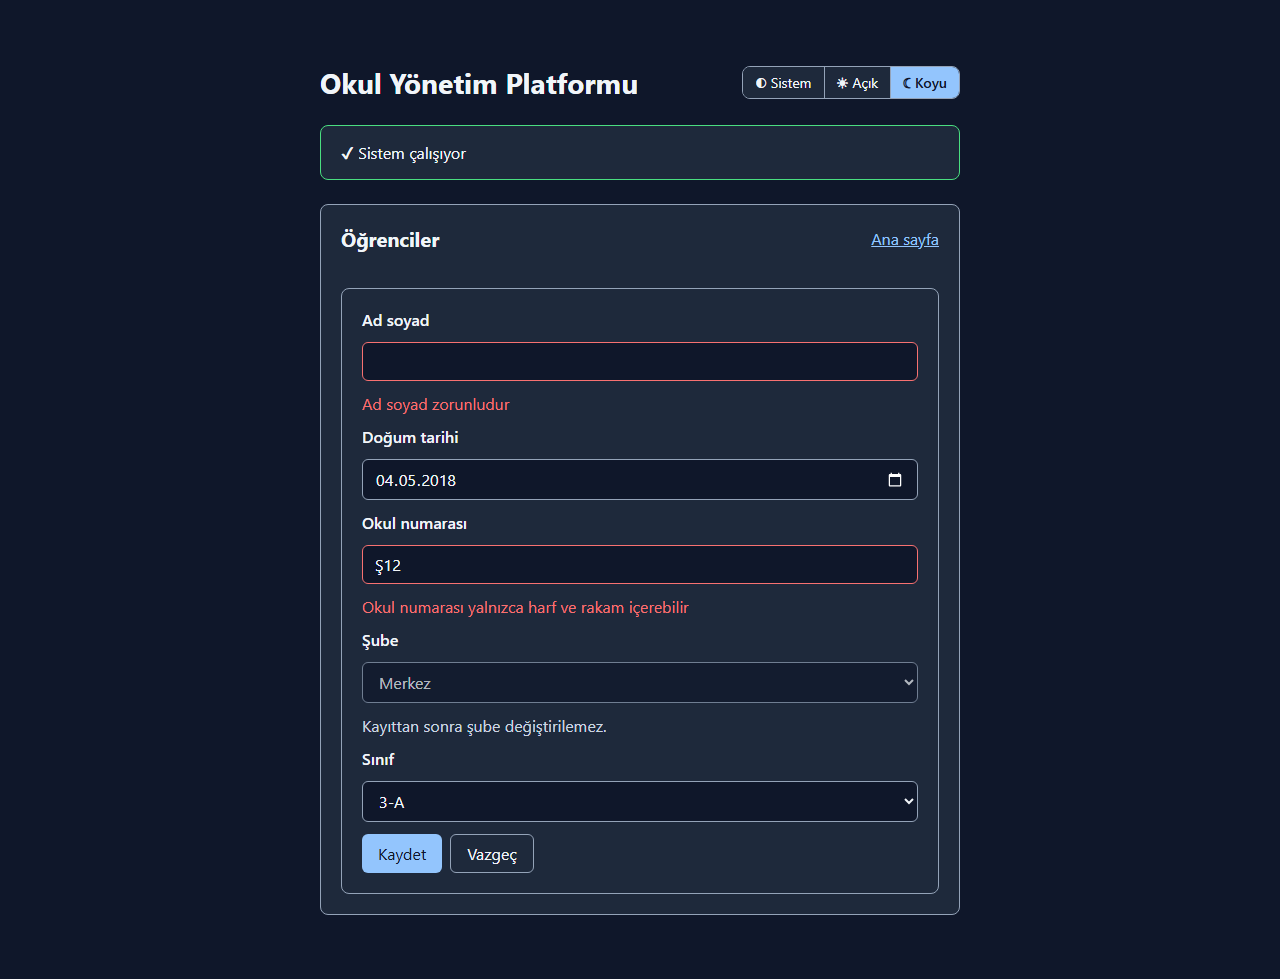 Okul Yönetim Platformu
Sistem
Açık
Koyu
✓ Sistem çalışıyor
Öğrenciler
Ana sayfa
Ad soyad
Ad soyad zorunludur
Doğum tarihi
04.05.2018
Okul numarası
Ş12
Okul numarası yalnızca harf ve rakam içerebilir
Şube
Merkez
Kayıttan sonra şube değiştirilemez.
Sınıf
3-A
Kaydet
Vazgeç